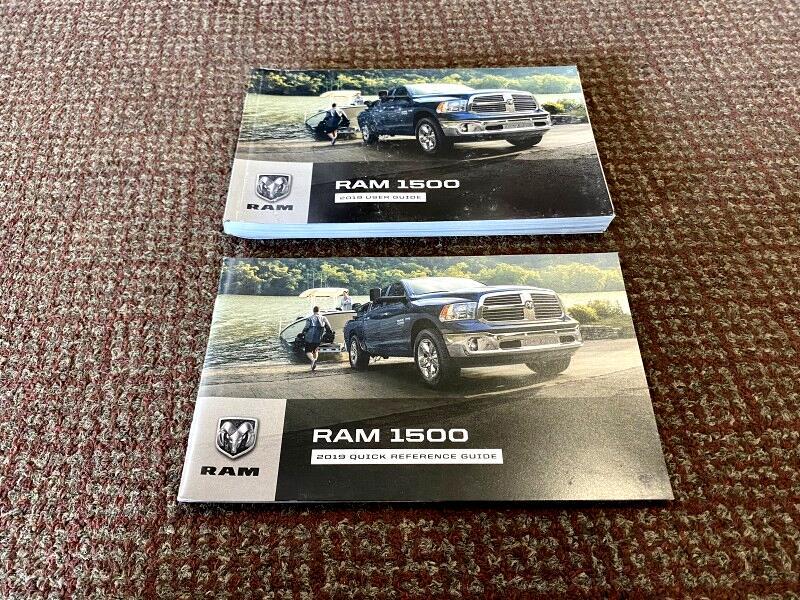 RAM 1500
2019 USER GUIDE
RAM
RAM 1500
2019 QUICK REFERENCE GUIDE
RAM